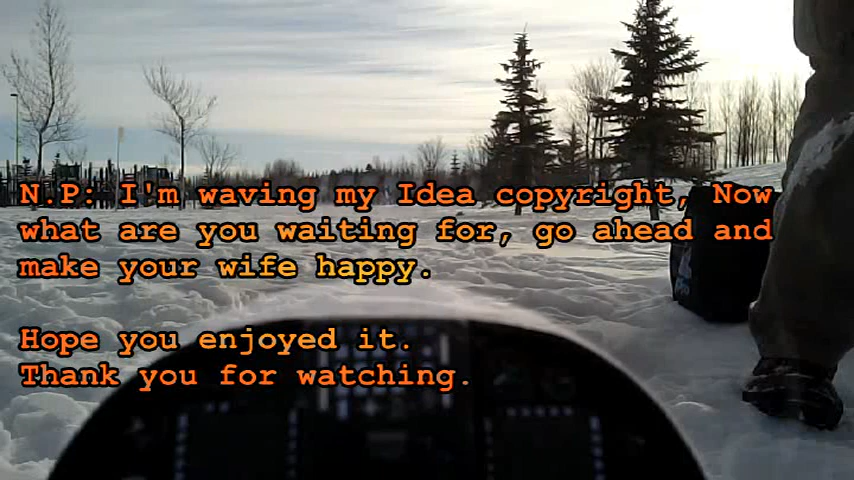 N.P: I'm waving my Idea copyright, Now
what are you waiting for, go ahead and
make your wife happy.
Hope you enjoyed it.
Thank you for watching.